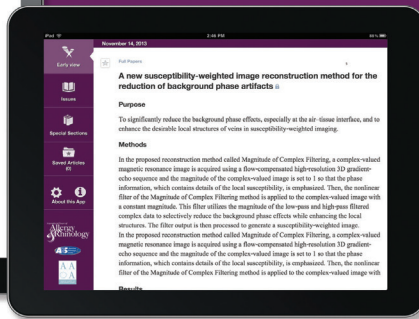 iPad
2:46 PM
November 14, 2013
Early view
Full Papers
A new susceptibility-weighted image reconstruction method for the
reduction of background phase artifacts
Issues
Purpose
To significantly reduce the background phase effects, especially at the air–tissue interface, and to
enhance the desirable local structures of veins in susceptibility-weighted imaging.
Special Sections
Methods
In the proposed reconstruction method called Magnitude of Complex Filtering, a complex-valued
magnetic resonance image is acquired using a flow-compensated high-resolution 3D gradient-
echo sequence and the magnitude of the complex-valued image is set to 1 so that the phase
information, which contains details of the local susceptibility, is emphasized. Then, the nonlinear
filter of the Magnitude of Complex Filtering method is applied to the complex-valued image with
a constant magnitude. This filter utilizes the magnitude of the low-pass and high-pass filtered
complex data to selectively reduce the background phase effects while enhancing the local
structures. The filter output is then processed to generate a susceptibility-weighted image.
In the proposed reconstruction method called Magnitude of Complex Filtering, a complex-valued
magnetic resonance image is acquired using a flow-compensated high-resolution 3D gradient-
echo sequence and the magnitude of the complex-valued image is set to 1 so that the phase
information, which contains details of the local susceptibility, is emphasized. Then, the nonlinear
filter of the Magnitude of Complex Filtering method is applied to the complex-valued image with
Results
Saved Articles
(0)
About this App
Allergy
Rhinology